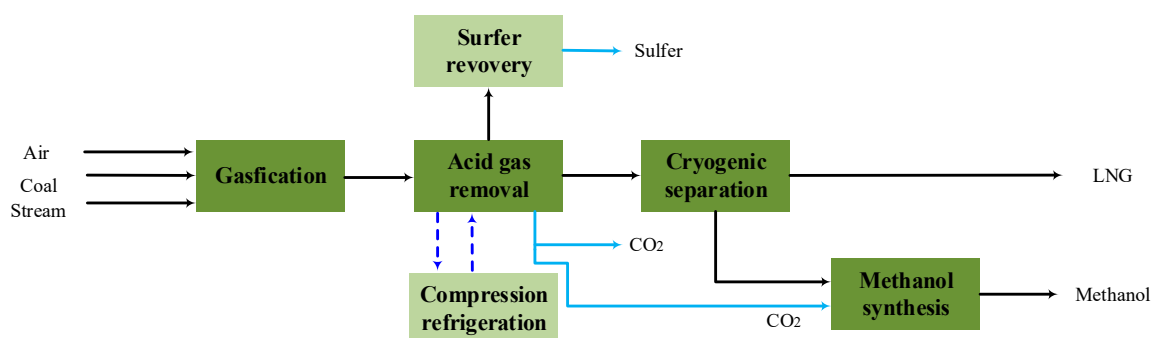 Surfer
revovery
Sulfer
Air
Coal
Stream
Gasfication
Acid gas
removal
Cryogenic
separation
LNG
CO2
Compression
refrigeration
CO2
Methanol
synthesis
Methanol